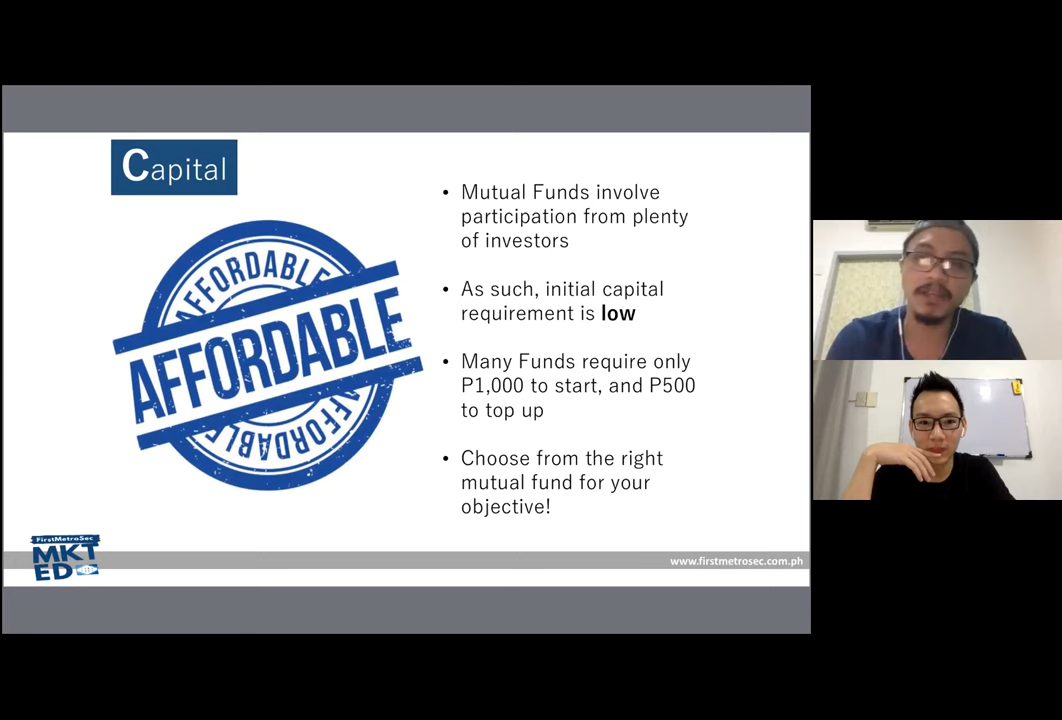 Capital
AFFORDABLE
AFFORDABLE
AFFORDABLE
• Mutual Funds involve
participation from plenty
of investors
• As such, initial capital
requirement is low
• Many Funds require only
P1,000 to start, and P500
to top up
• Choose from the right
mutual fund for your
objective!
FirstMetroSec
MKT
ED
www.firstmetrosec.com.ph